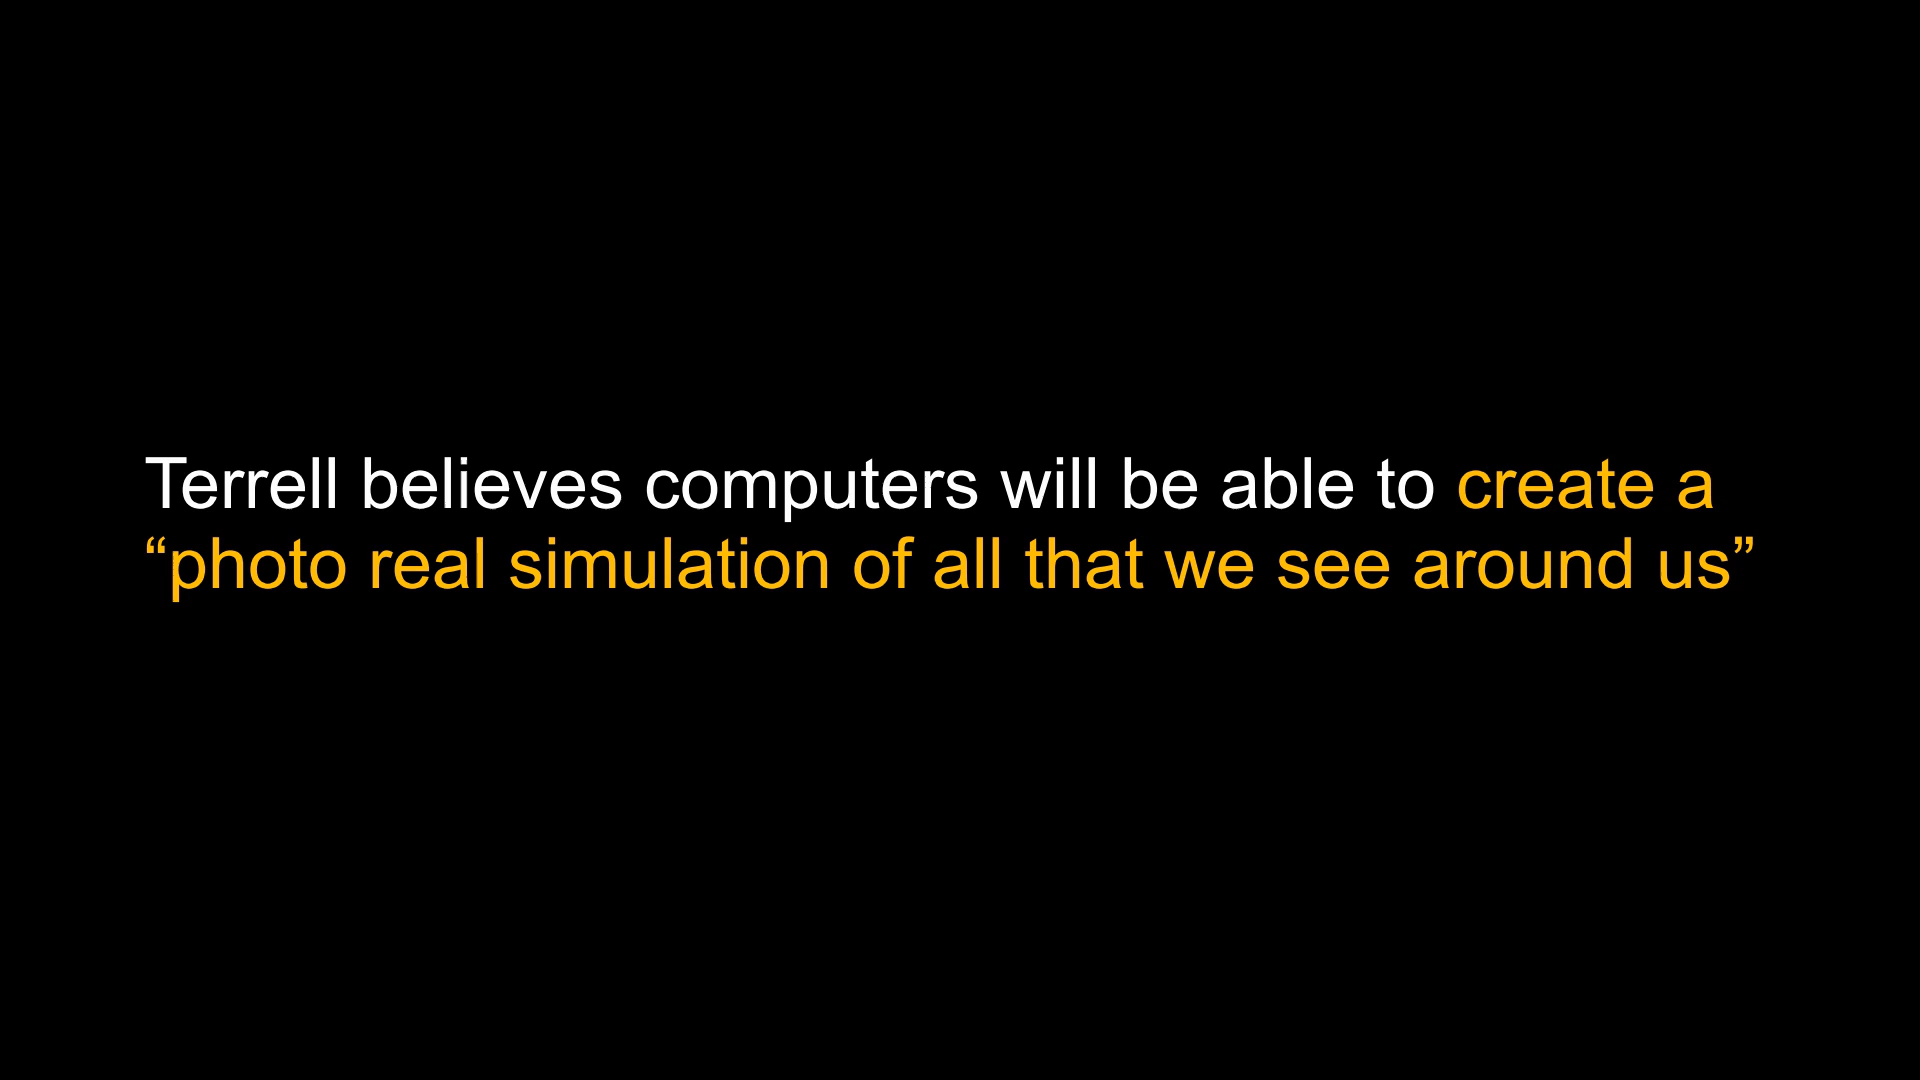 Terrell believes computers will be able to create a
“photo real simulation of all that we see around us”